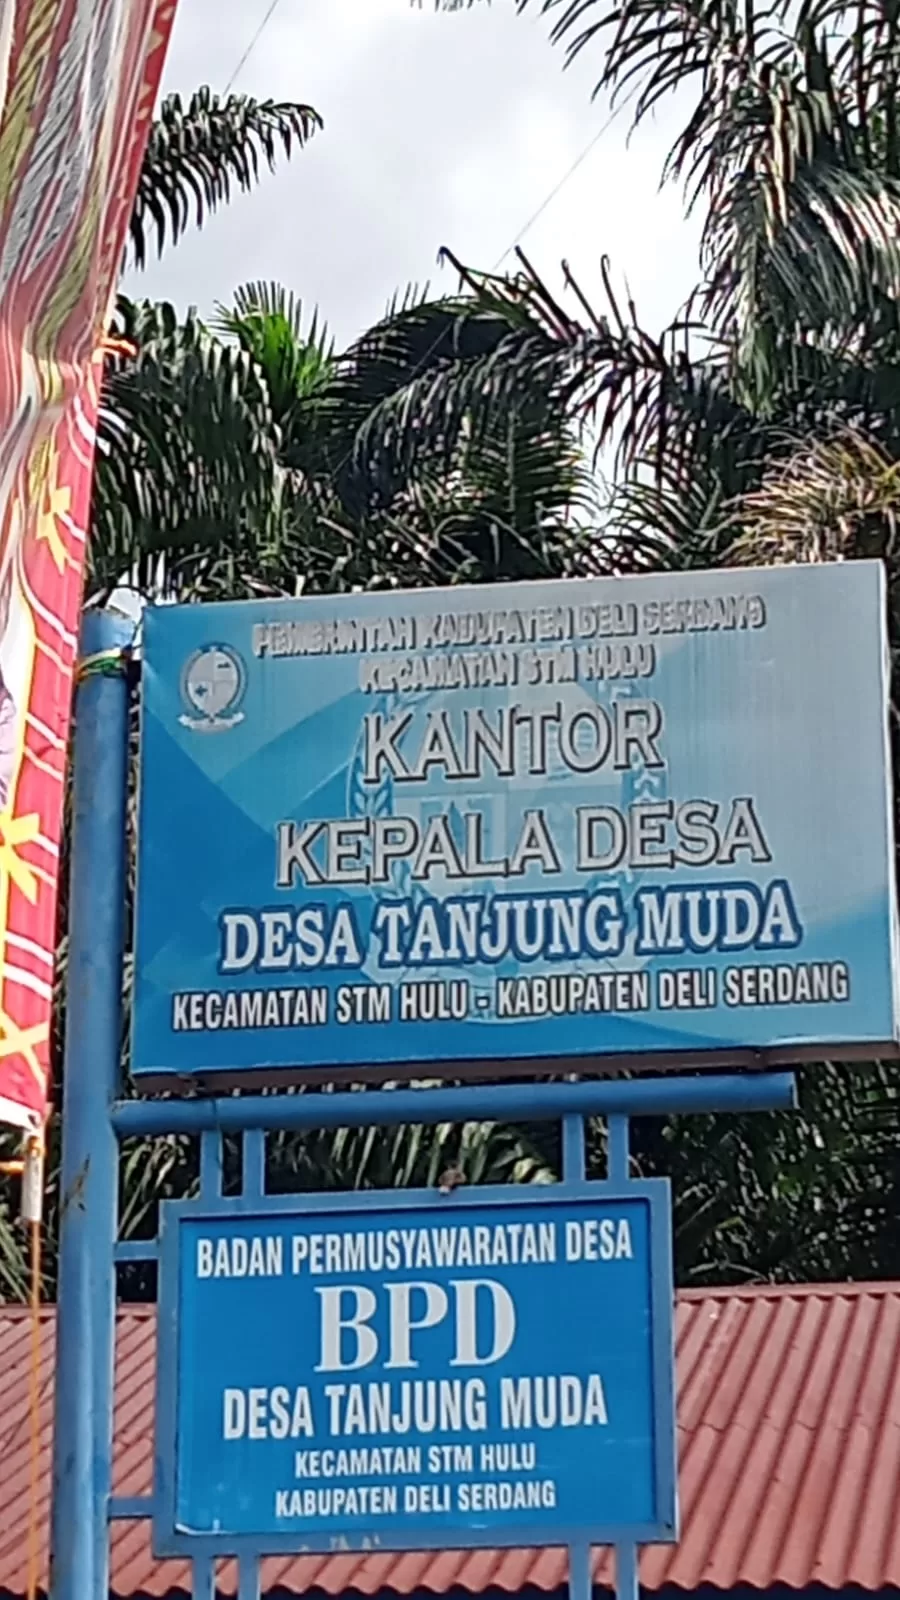 PEMERINTAH KABUPATEN DELI SERDANG
KECAMATAN STM HULU
KANTOR
KEPALA DESA
DESA TANJUNG MUDA
KECAMATAN STM HULU - KABUPATEN DELI SERDANG
BADAN PERMUSYAWARATAN DESA
BPD
DESA TANJUNG MUDA
KECAMATAN STM HULU
KABUPATEN DELI SERDANG